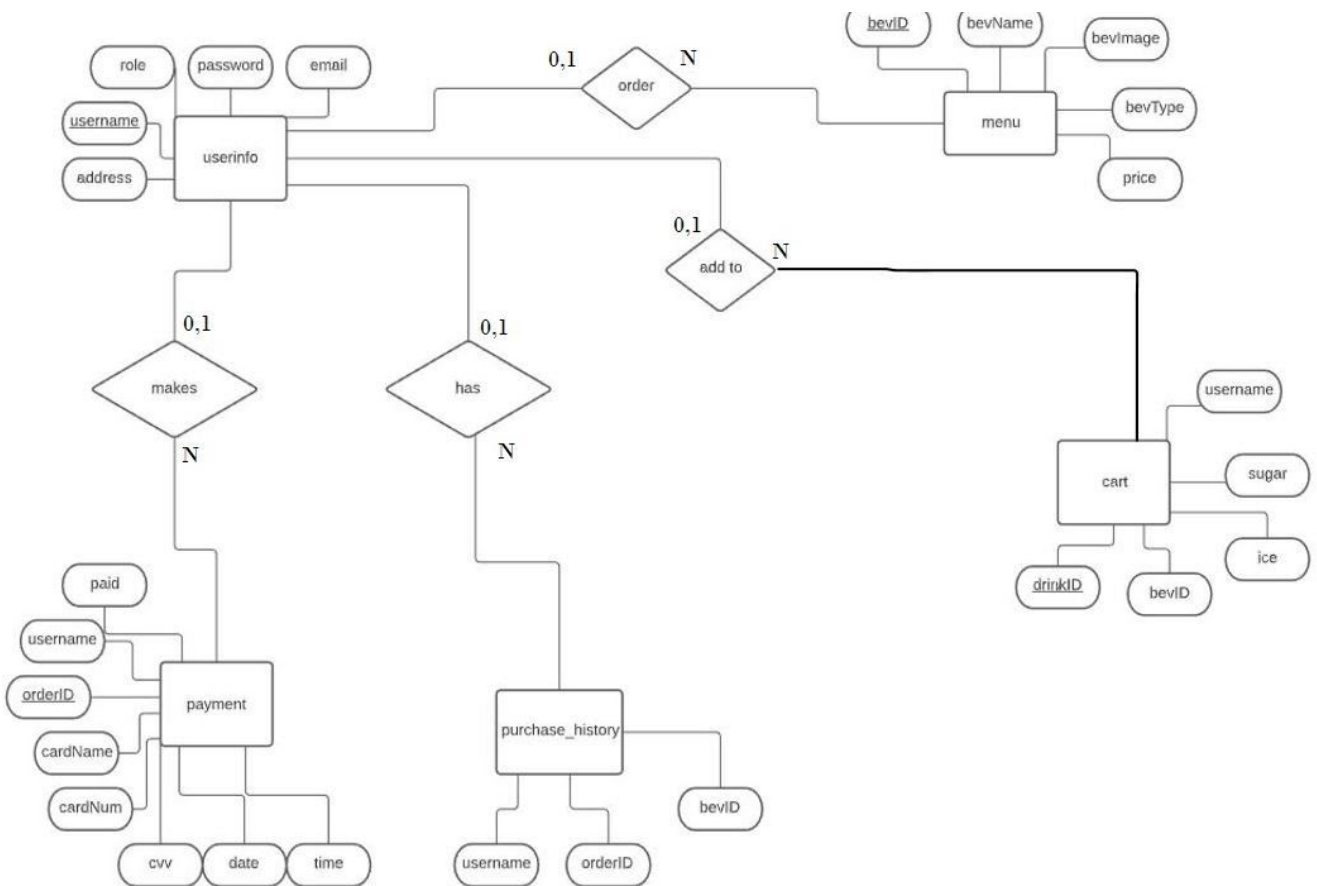 bevID
bevName
bevImage
role
password
email
0,1
N
order
username
bevType
menu
userinfo
address
price
0,1
N
add to
0,1
0,1
makes
has
username
N
N
cart
sugar
ice
drinkID
bevID
paid
username
orderID
payment
purchase_history
cardName
cardNum
bevID
cvv
date
time
username
orderID